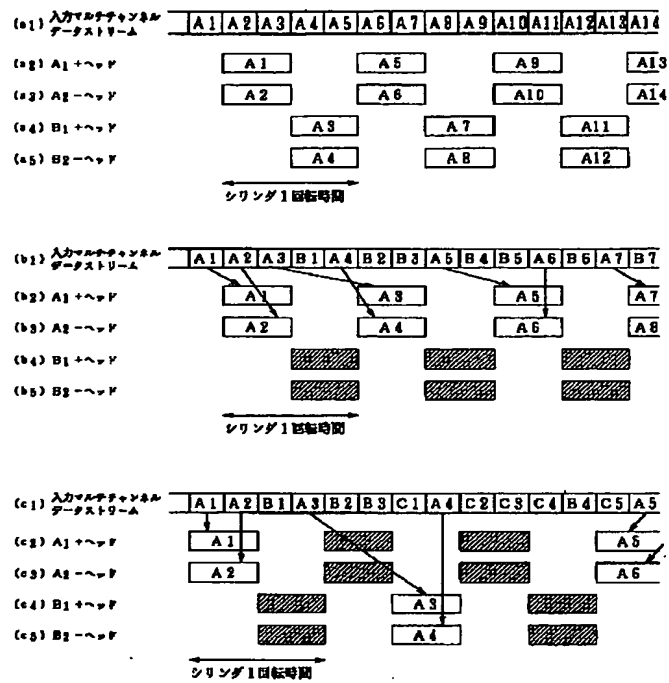 (a1) 入力マルチチャンネル
データストリーム A1 A2 A3 A4 A5 A6 A7 A8 A9 A10 A11 A12 A13 A14
(a2) A1+ヘッド A1 A5 A9 A13
(a3) A2-ヘッド A2 A6 A10 A14
(a4) B1+ヘッド A3 A7 A11
(a5) B2-ヘッド A4 A8 A12
シリンダ1回転時間
(b1) 入力マルチチャンネル
データストリーム A1 A2 A3 B1 A4 B2 B3 A5 B4 B5 A6 B6 A7 B7
(b2) A1+ヘッド A1 A3 A5 A7
(b3) A2-ヘッド A2 A4 A6 A8
(b4) B1+ヘッド
(b5) B2-ヘッド
シリンダ1回転時間
(c1) 入力マルチチャンネル
データストリーム A1 A2 B1 A3 B2 B3 C1 A4 C2 C3 C4 B4 C5 A5
(c2) A1+ヘッド A1 A5
(c3) A2-ヘッド A2 A6
(c4) B1+ヘッド A3
(c5) B2-ヘッド A4
シリンダ1回転時間